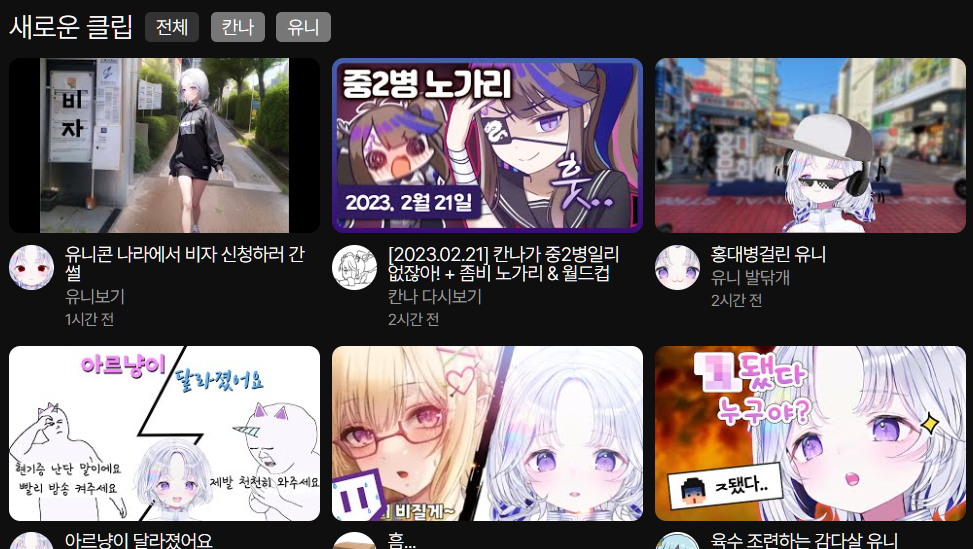 새로운 클립 전체 칸나 유니
비
자
중2병 노가리
훗..
2023. 2월 21일
유니콘 나라에서 비자 신청하러 간
썰
유니보기
1시간 전
[2023.02.21] 칸나가 중2병일리
없잖아! + 좀비 노가리 & 월드컵
칸나 다시보기
2시간 전
홍대병걸린 유니
유니 발닦개
2시간 전
아르냥이
달라졌어요
현기증 난단 말이에요
빨리 방송 켜주세요
제발 천천히 와주세요
비질게~
됐다
누구야?
ㅈ됐다..
아르냥이 달라졌어요
흠...
육수 조련하는 감다살 유니